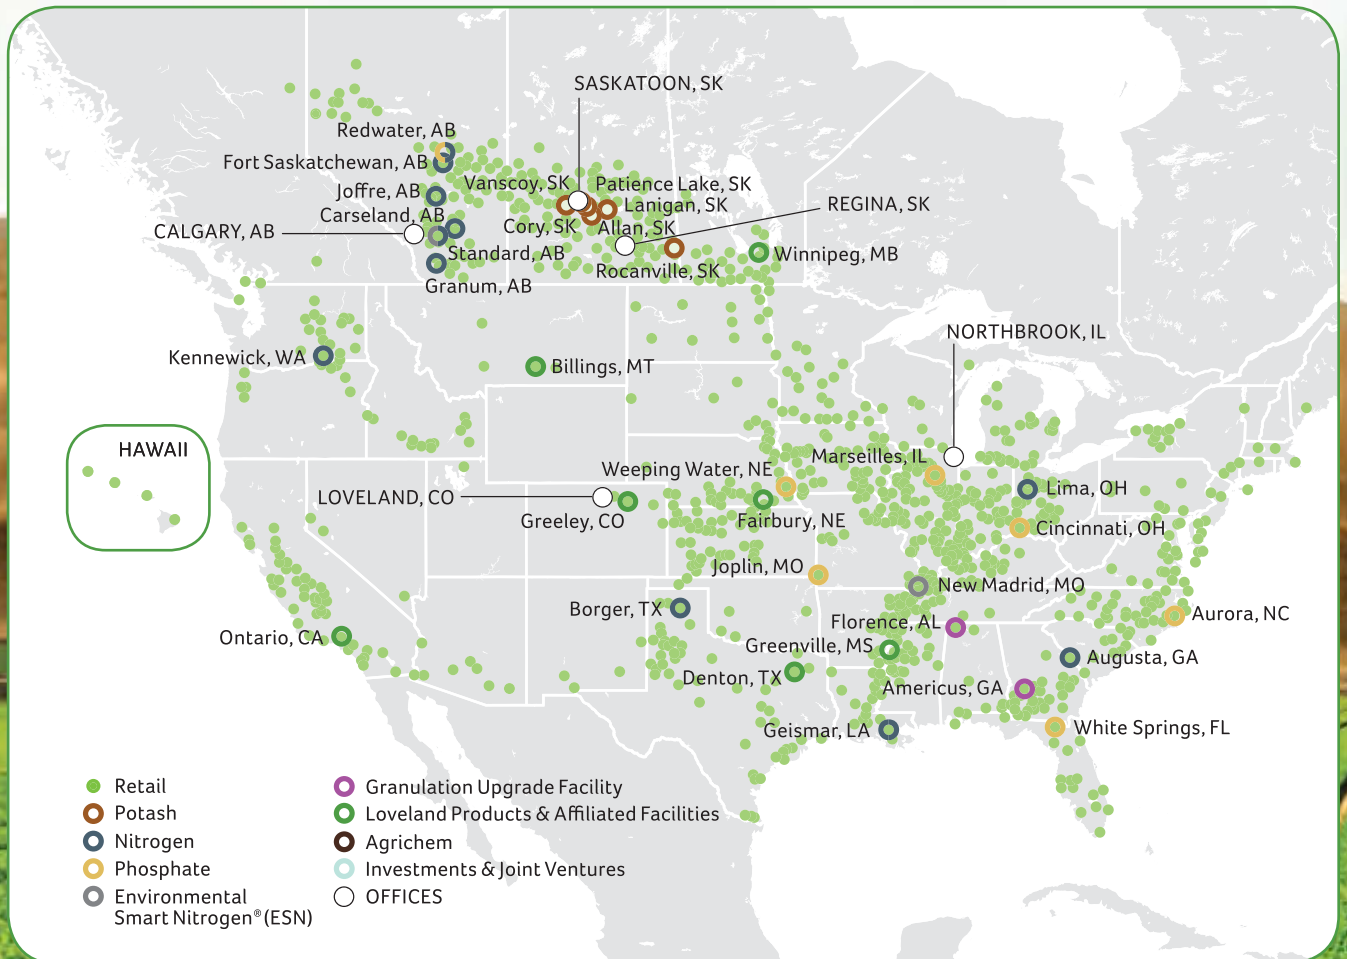 SASKATOON, SK
Redwater, AB
Fort Saskatchewan, AB
Vanscoy, SK
Patience Lake, SK
Joffre, AB
Lanigan, SK
REGINA, SK
Carseland, AB
Cory, SK
Allan, SK
CALGARY, AB
Standard, AB
Winnipeg, MB
Rocanville, SK
Granum, AB
NORTHBROOK, IL
Kennewick, WA
Billings, MT
HAWAII
Marseilles, IL
Weeping Water, NE
Lima, OH
LOVELAND, CO
Greeley, CO
Fairbury, NE
Cincinnati, OH
Joplin, MO
New Madrid, MO
Borger, TX
Florence, AL
Aurora, NC
Ontario, CA
Greenville, MS
Augusta, GA
Denton, TX
Americus, GA
Geismar, LA
White Springs, FL
Retail
Potash
Nitrogen
Phosphate
Environmental
Smart Nitrogen® (ESN)
Granulation Upgrade Facility
Loveland Products & Affiliated Facilities
Agrichem
Investments & Joint Ventures
OFFICES